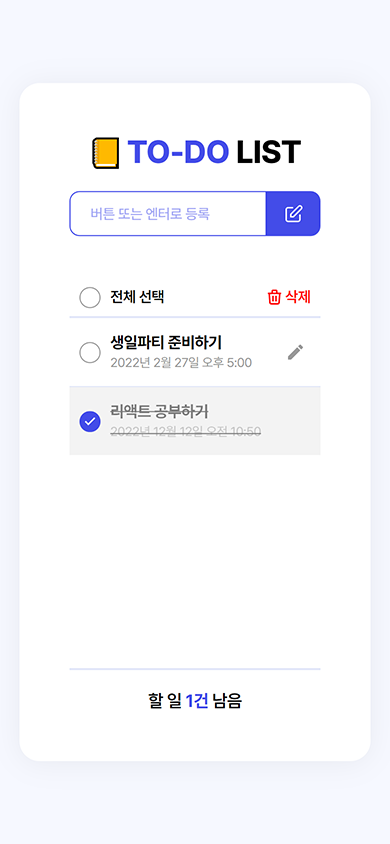 TO-DO LIST
버튼 또는 엔터로 등록
전체 선택 삭제
생일파티 준비하기
2022년 2월 27일 오후 5:00
리액트 공부하기
2022년 12월 12일 오전 10:50
할 일 1건 남음